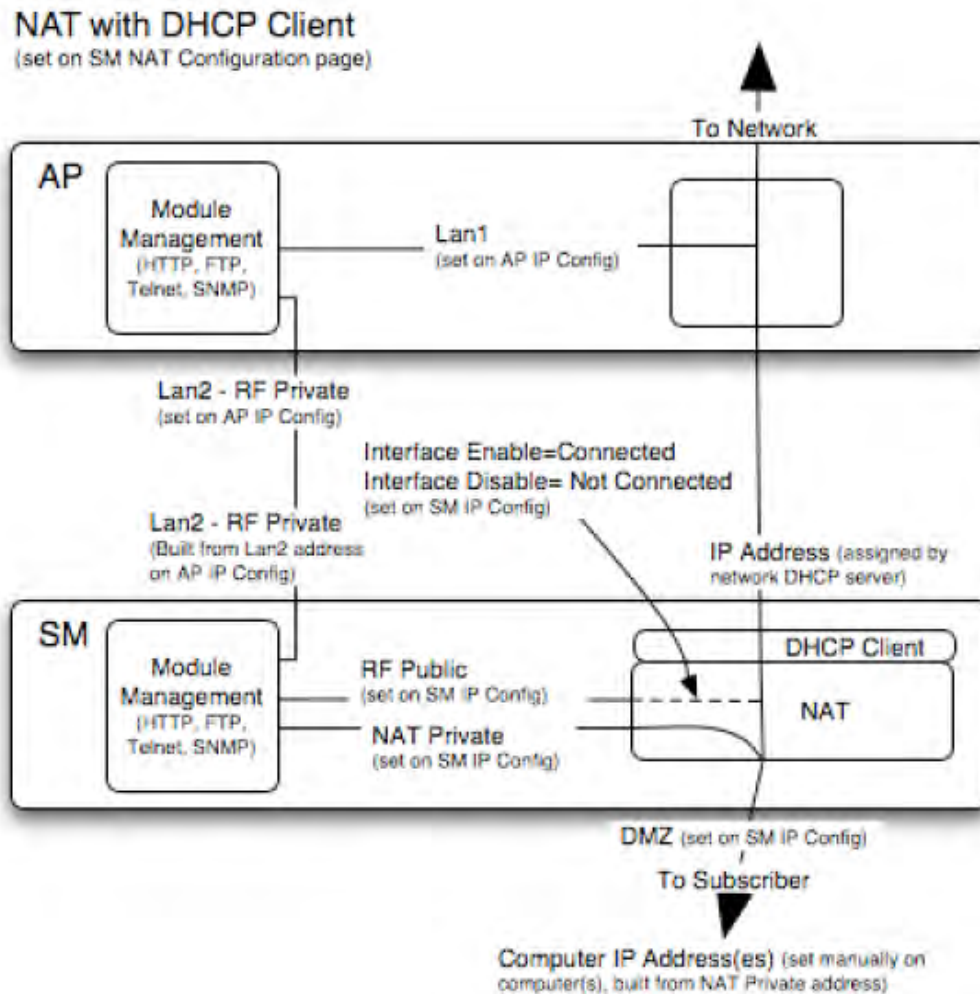 NAT with DHCP Client
(set on SM NAT Configuration page)
To Network
AP
Module
Management
(HTTP, FTP,
Telnet, SNMP)
Lan1
(set on AP IP Config)
Lan2 - RF Private
(set on AP IP Config)
Interface Enable=Connected
Interface Disable= Not Connected
(set on SM IP Config)
Lan2 - RF Private
(Built from Lan2 address
on AP IP Config)
IP Address (assigned by
network DHCP server)
SM
Module
Management
(HTTP, FTP,
Telnet, SNMP)
RF Public
(set on SM IP Config)
NAT Private
(set on SM IP Config)
DHCP Client
NAT
DMZ (set on SM IP Config)
To Subscriber
Computer IP Address(es) (set manually on
computer(s), built from NAT Private address)